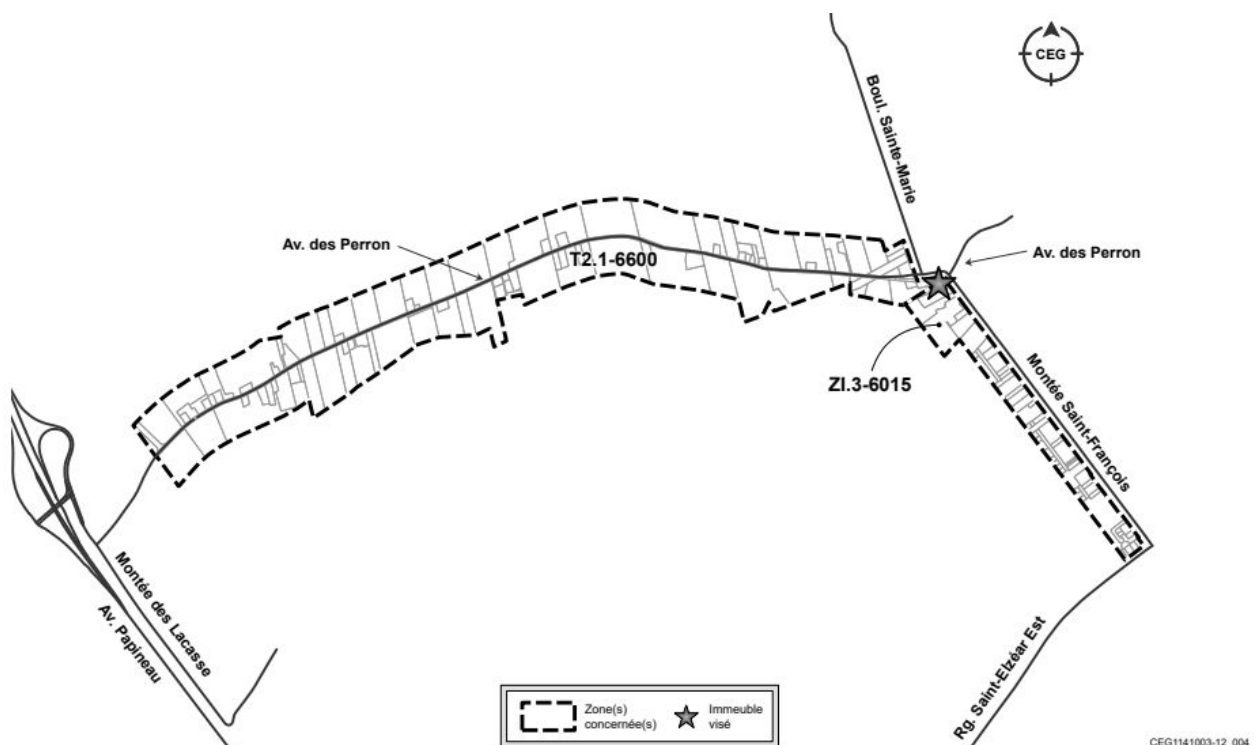 CEG
Boul. Sainte-Marie
Av. des Perron
T2.1-6600
Av. des Perron
ZI.3-6015
Montée Saint-François
Montée des Lacasse
Av. Papineau
Rg. Saint-Elzéar Est
Zone(s)
concernée(s)
Immeuble
visé
CEG1141003-12_004